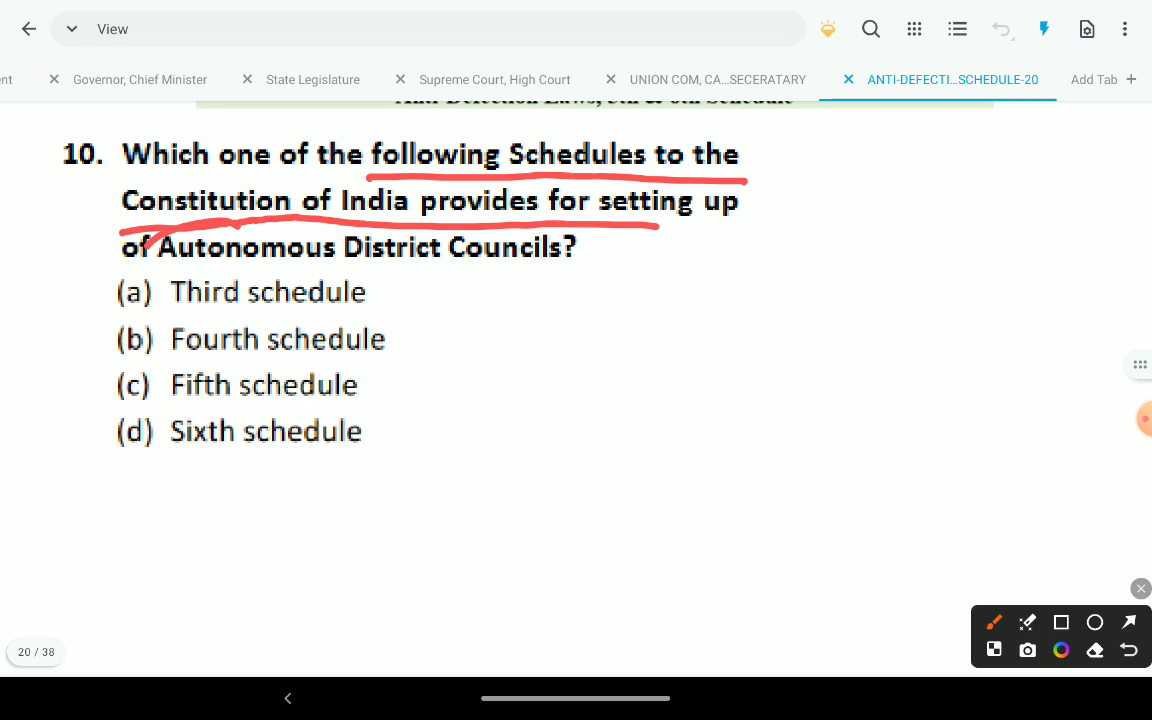 View
nt
Governor, Chief Minister
State Legislature
Supreme Court, High Court
UNION COM, CA...SECERATARY
ANTI-DEFECTI...SCHEDULE-20
Add Tab +
10. Which one of the following Schedules to the
Constitution of India provides for setting up
of Autonomous District Councils?
(a) Third schedule
(b) Fourth schedule
(c) Fifth schedule
(d) Sixth schedule
20 / 38